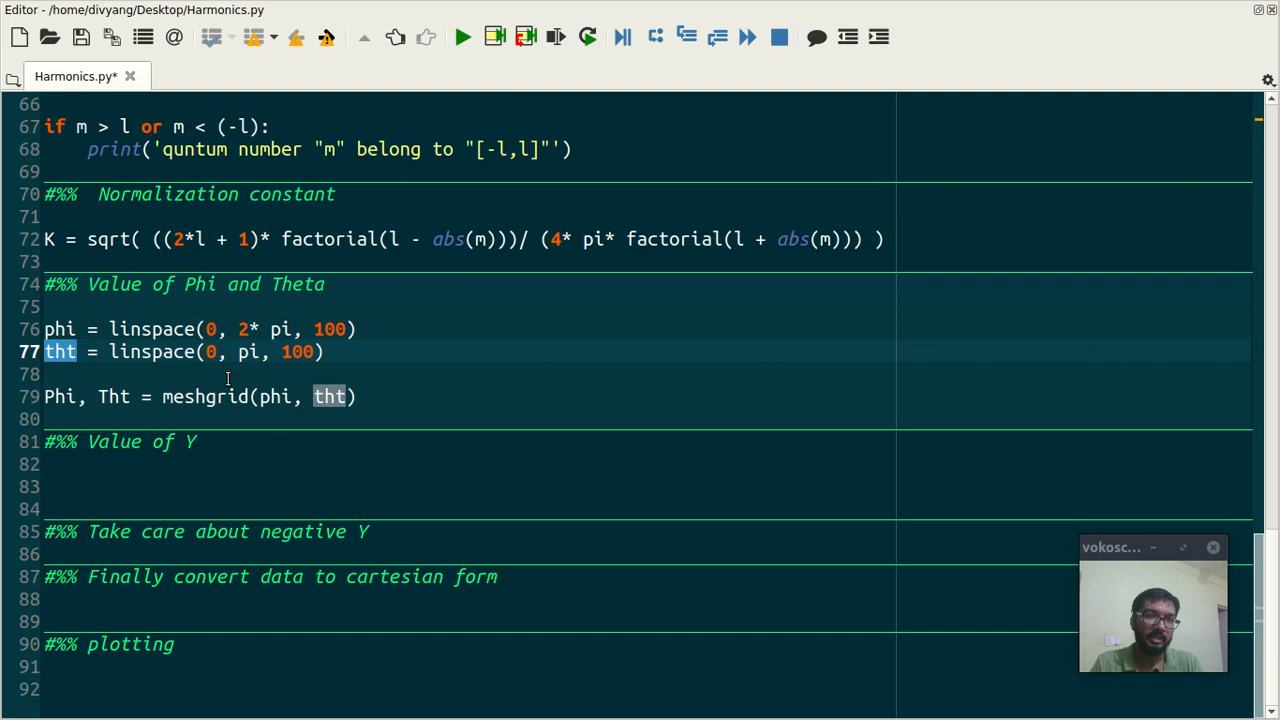 Editor - /home/divyang/Desktop/Harmonics.py
Harmonics.py*
66
67 if m > l or m < (-l):
68 print('quntum number "m" belong to "[-l,l]"')
69
70 #%% Normalization constant
71
72 K = sqrt( ((2*l + 1)* factorial(l - abs(m)))/ (4* pi* factorial(l + abs(m))) )
73
74 #%% Value of Phi and Theta
75
76 phi = linspace(0, 2* pi, 100)
77 tht = linspace(0, pi, 100)
78
79 Phi, Tht = meshgrid(phi, tht)
80
81 #%% Value of Y
82
83
84
85 #%% Take care about negative Y
86
87 #%% Finally convert data to cartesian form
88
89
90 #%% plotting
91
92
vokosc...